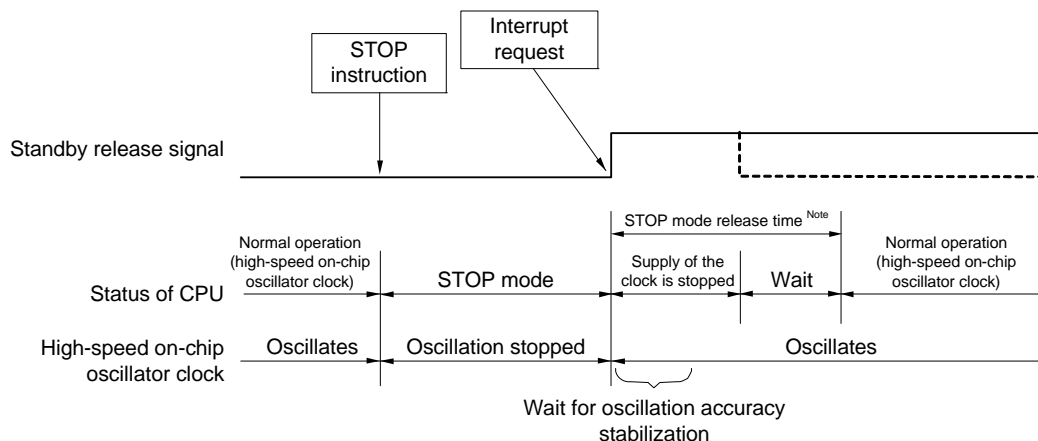 STOP
instruction
Interrupt
request
Standby release signal
STOP mode release time Note
Normal operation
(high-speed on-chip
oscillator clock)
Supply of the
clock is stopped
Normal operation
(high-speed on-chip
oscillator clock)
Status of CPU
STOP mode
Wait
High-speed on-chip
oscillator clock
Oscillates
Oscillation stopped
Oscillates
Wait for oscillation accuracy
stabilization